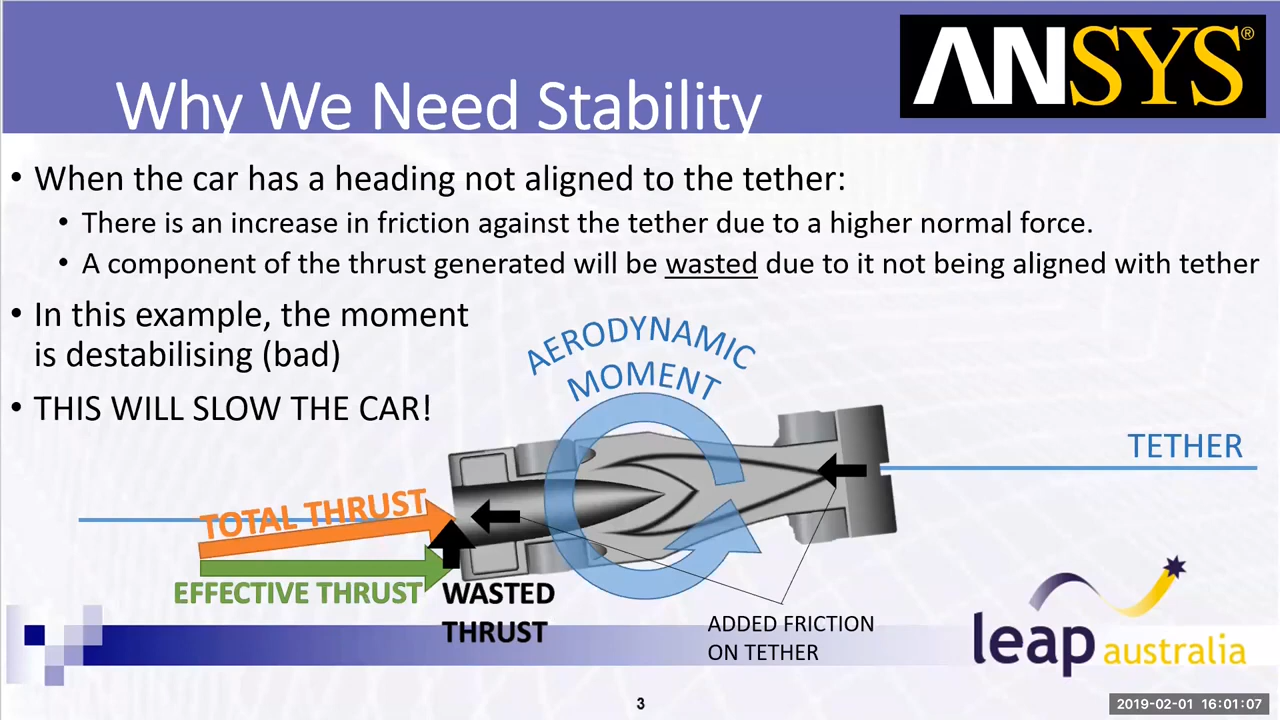 ANSYS®
Why We Need Stability
• When the car has a heading not aligned to the tether:
• There is an increase in friction against the tether due to a higher normal force.
• A component of the thrust generated will be wasted due to it not being aligned with tether
• In this example, the moment
is destabilising (bad)
• THIS WILL SLOW THE CAR!
AERODYNAMIC
MOMENT
TETHER
TOTAL THRUST
EFFECTIVE THRUST
WASTED
THRUST
ADDED FRICTION
ON TETHER
leap australia
3
2019-02-01 16:01:07